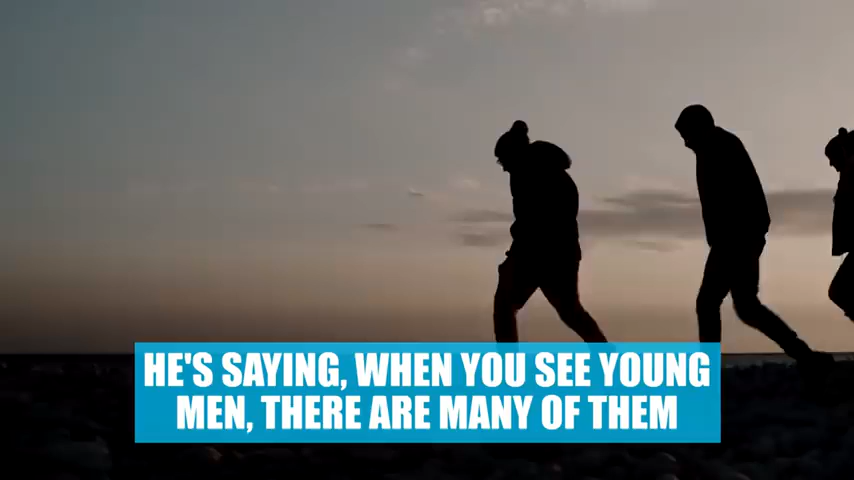 HE'S SAYING, WHEN YOU SEE YOUNG
MEN, THERE ARE MANY OF THEM